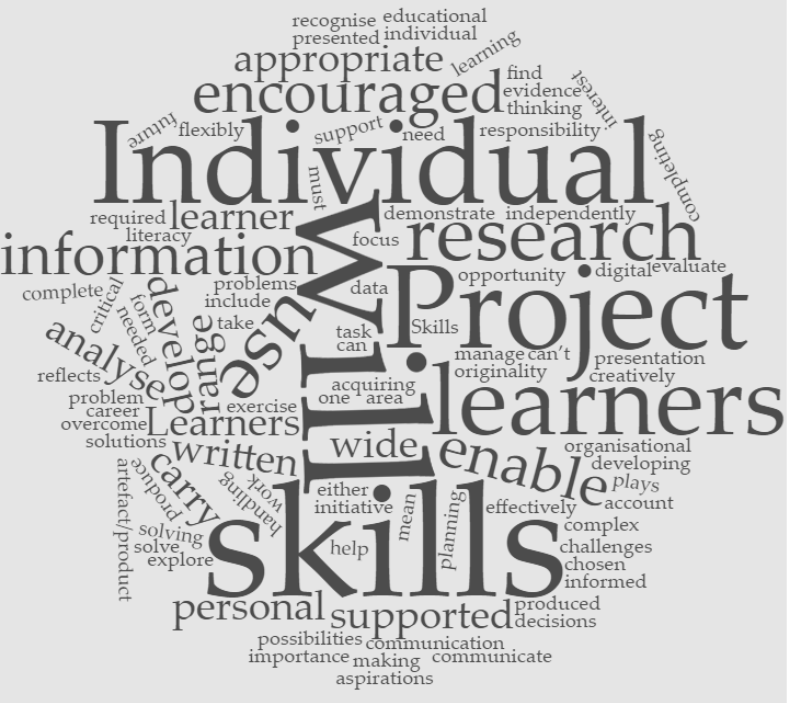 recognise educational
presented individual
appropriate learning
encouraged find
evidence
thinking interest
future flexibly support need responsibility completing
Individual
must
required learner demonstrate independently
literacy focus research
information Will opportunity digital evaluate
complete problems data
critical form include Project
needed develop range take use task Skills
can manage can't presentation
analyse originality creatively
reflects acquiring
problem one area learners
career Learners exercise
overcome
solutions written wide enable organisational
developing
carry work handling either plays
artefact/product produce initiative mean planning effectively account
solving skills complex
solve help challenges
explore chosen
informed
personal supported produced
decisions
possibilities communication
importance making communicate
aspirations